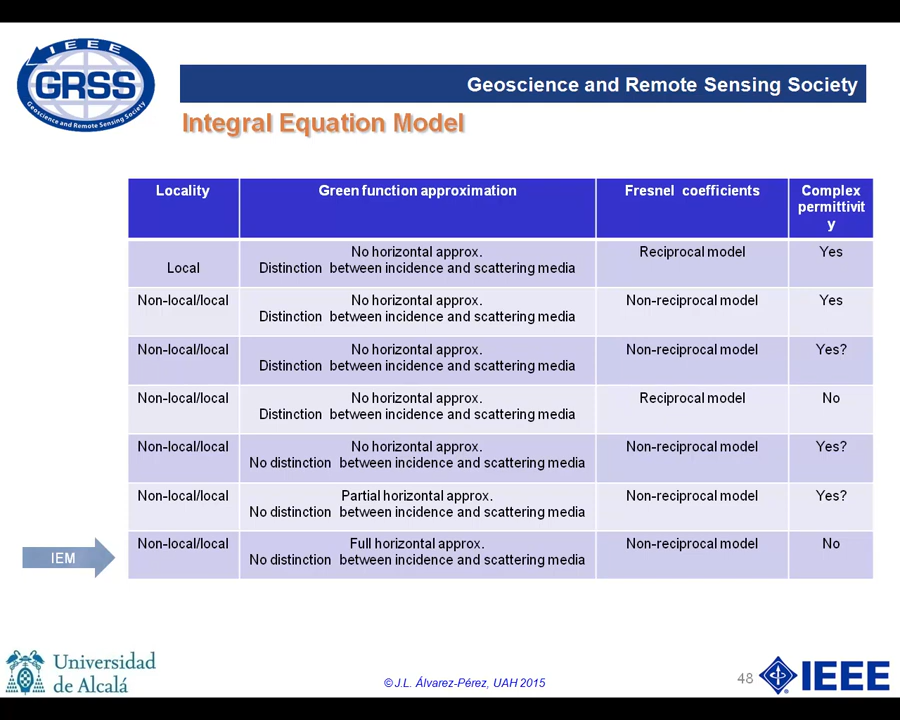 IEEE
GRSS
Geoscience and Remote Sensing Society
Geoscience and Remote Sensing Society
Integral Equation Model
Locality Green function approximation Fresnel coefficients Complex
permittivit
y
No horizontal approx. Reciprocal model Yes
Local Distinction between incidence and scattering media
Non-local/local No horizontal approx. Non-reciprocal model Yes
Distinction between incidence and scattering media
Non-local/local No horizontal approx. Non-reciprocal model Yes?
Distinction between incidence and scattering media
Non-local/local No horizontal approx. Reciprocal model No
Distinction between incidence and scattering media
Non-local/local No horizontal approx. Non-reciprocal model Yes?
No distinction between incidence and scattering media
Non-local/local Partial horizontal approx. Non-reciprocal model Yes?
No distinction between incidence and scattering media
Non-local/local Full horizontal approx. Non-reciprocal model No
IEM No distinction between incidence and scattering media
Universidad
de Alcalá
© J.L. Álvarez-Pérez, UAH 2015
48
IEEE